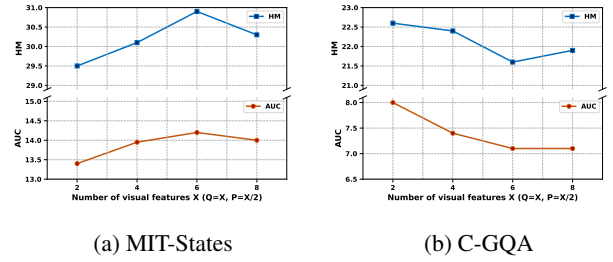 31.0
30.5
30.0
29.5
29.0
HM
HM
15.0
14.5
14.0
13.5
13.0
AUC
AUC
2 4 6 8
Number of visual features X (Q=X, P=X/2)
(a) MIT-States
23.0
22.5
22.0
21.5
21.0
HM
HM
8.0
7.5
7.0
6.5
AUC
AUC
2 4 6 8
Number of visual features X (Q=X, P=X/2)
(b) C-GQA